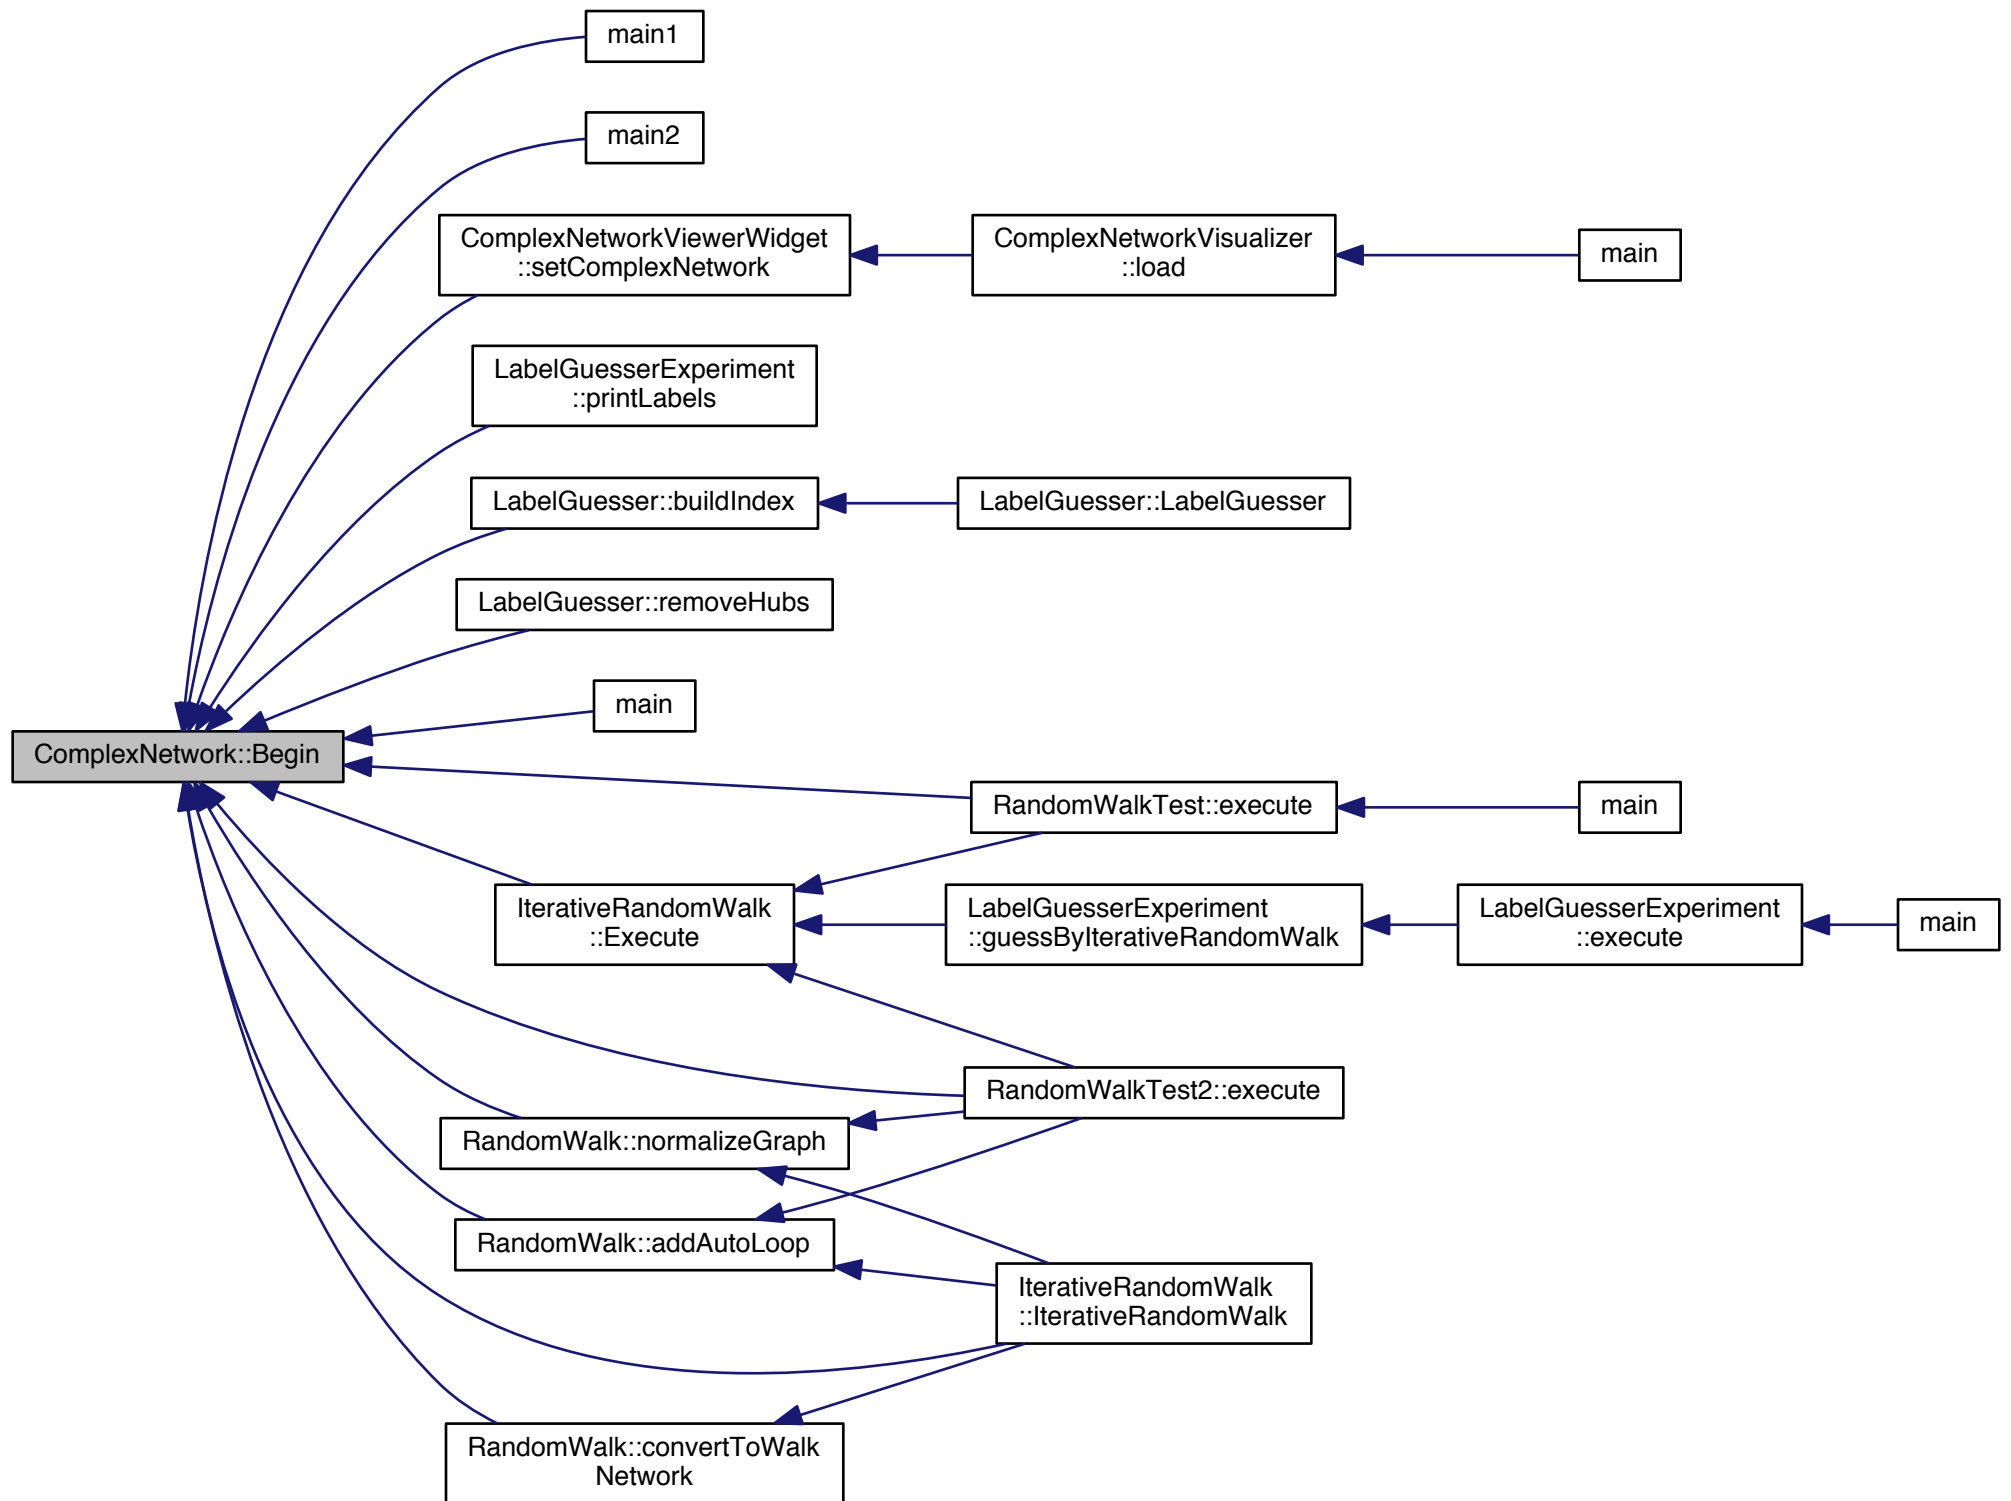 main1
main2
ComplexNetworkViewerWidget
::setComplexNetwork
ComplexNetworkVisualizer
::load
main
LabelGuesserExperiment
::printLabels
LabelGuesser::buildIndex
LabelGuesser::LabelGuesser
LabelGuesser::removeHubs
main
ComplexNetwork::Begin
RandomWalkTest::execute
main
IterativeRandomWalk
::Execute
LabelGuesserExperiment
::guessByIterativeRandomWalk
LabelGuesserExperiment
::execute
main
RandomWalkTest2::execute
RandomWalk::normalizeGraph
RandomWalk::addAutoLoop
IterativeRandomWalk
::IterativeRandomWalk
RandomWalk::convertToWalk
Network